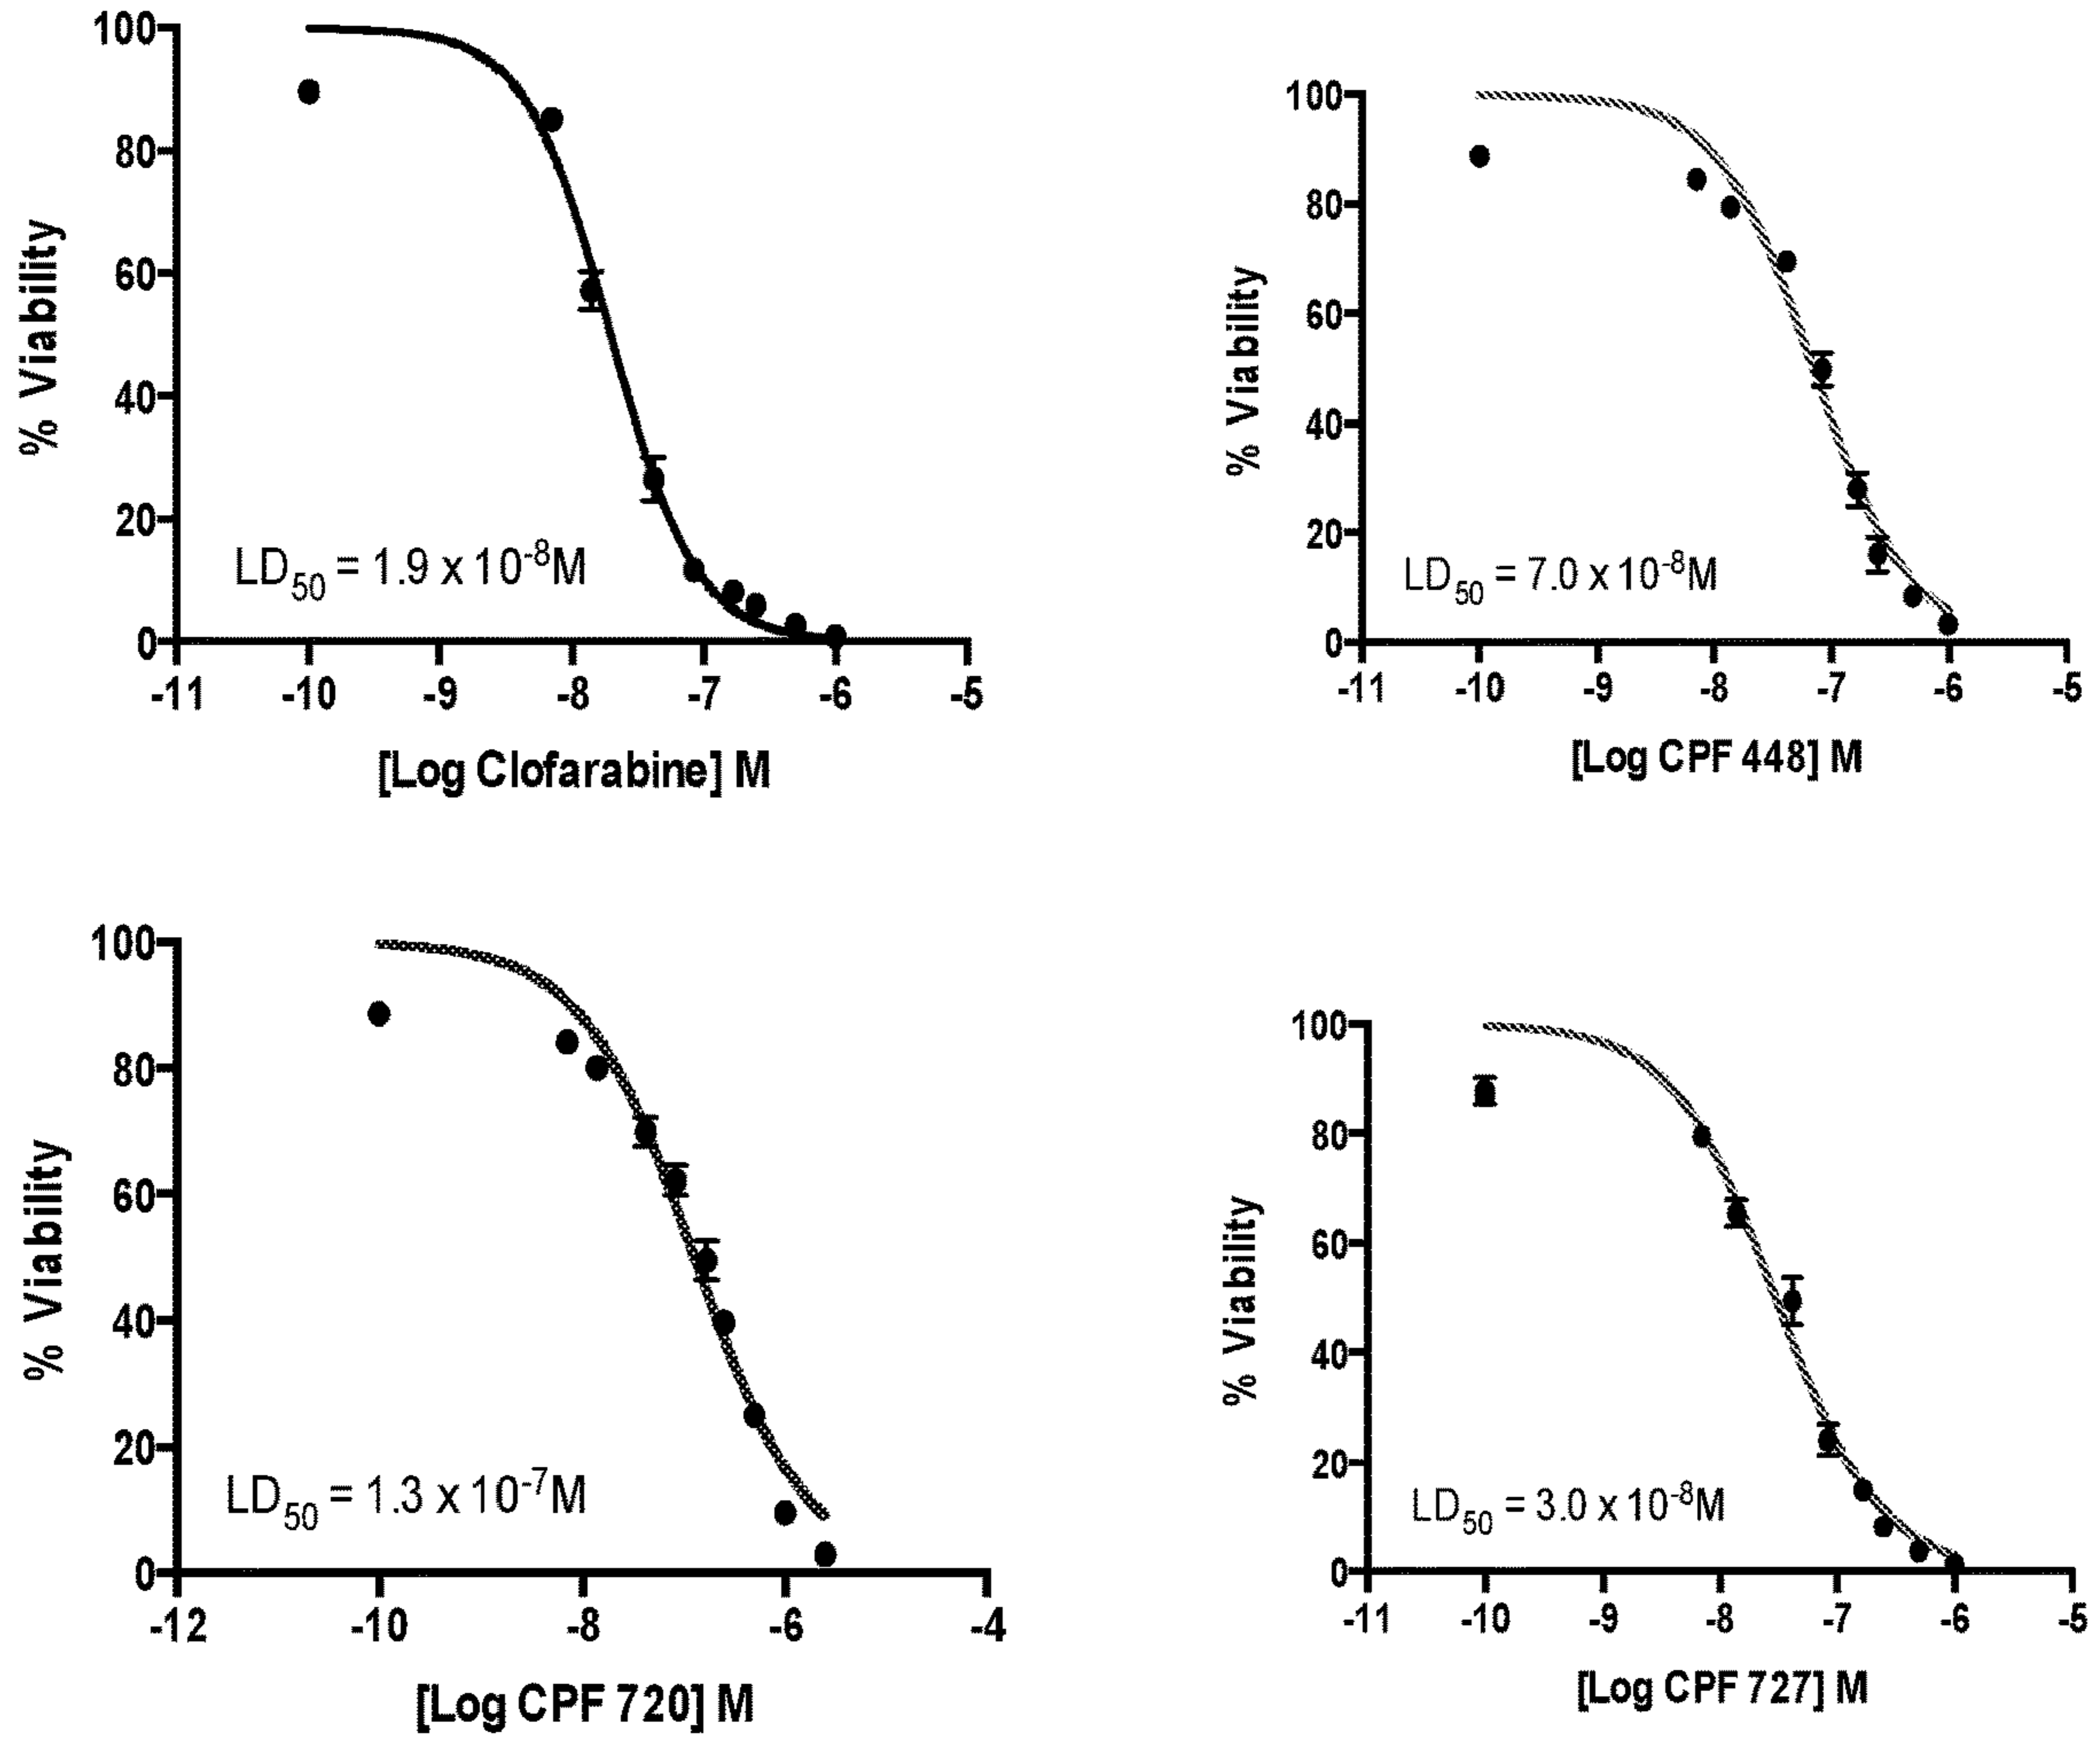 100
80
60
40
20
0
% Viability
LD50 = 1.9 x 10-8M
-11 -10 -9 -8 -7 -6 -5
[Log Clofarabine] M
100
80
60
40
20
0
% Viability
LD50 = 7.0 x 10-8M
-11 -10 -9 -8 -7 -6 -5
[Log CPF 448] M
100
80
60
40
20
0
% Viability
LD50 = 1.3 x 10-7M
-12 -10 -8 -6 -4
[Log CPF 720] M
100
80
60
40
20
0
% Viability
LD50 = 3.0 x 10-8M
-11 -10 -9 -8 -7 -6 -5
[Log CPF 727] M